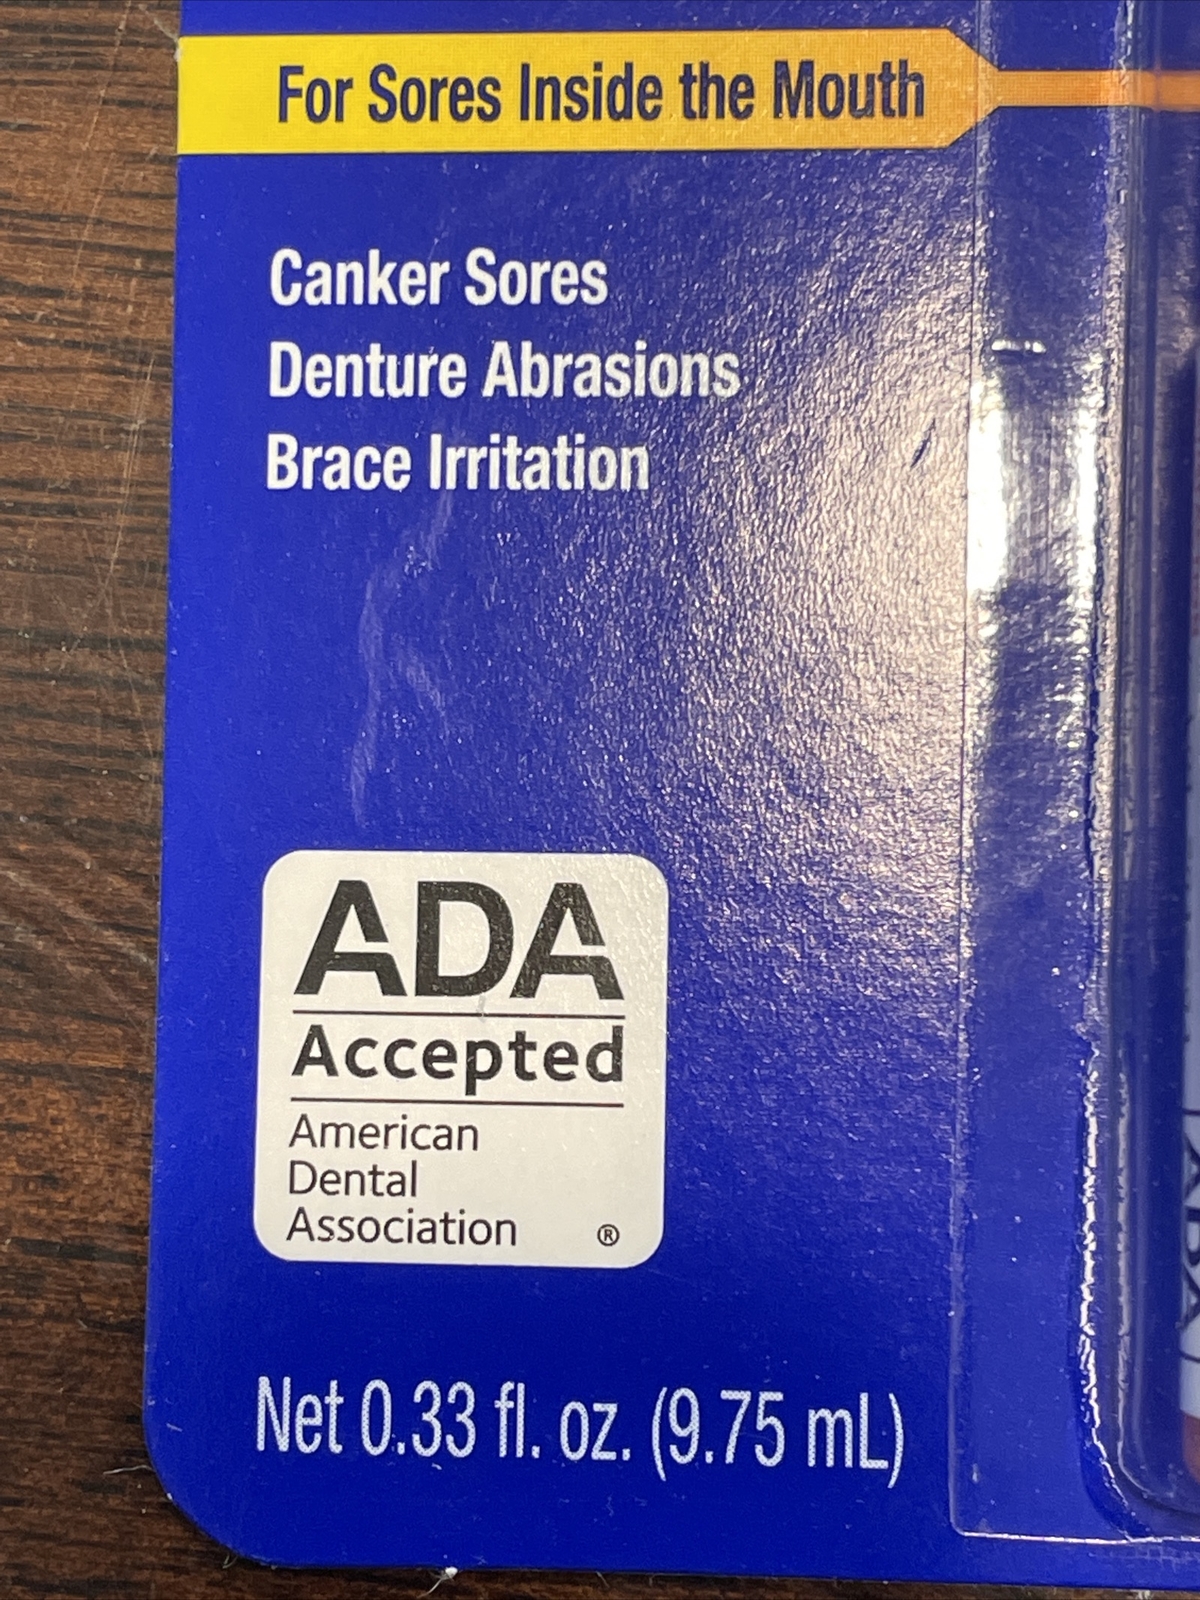 For Sores Inside the Mouth
Canker Sores
Denture Abrasions
Brace Irritation
ADA
Accepted
American
Dental
Association ®
Net 0.33 fl. oz. (9.75 mL)